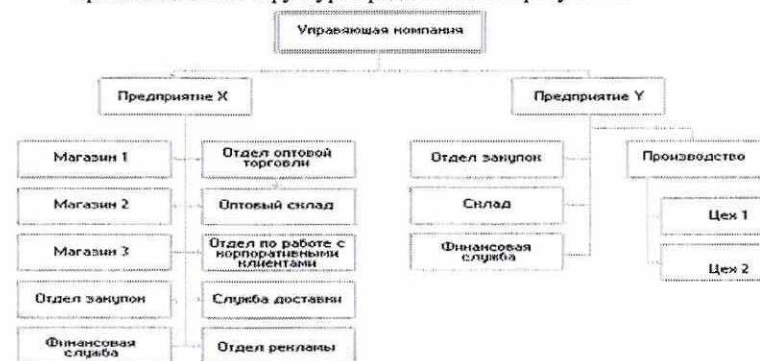 Управяющая компания
Предприятие X
Предприятие Y
Магазин 1
Отдел оптовой
торговли
Отдел закупок
Производство
Магазин 2
Оптовый склад
Склад
Цех 1
Магазин 3
Отдел по работе с
корпоративными
клиентами
Финансовая
служба
Цех 2
Отдел закупок
Служба доставки
Финансовая
служба
Отдел рекламы